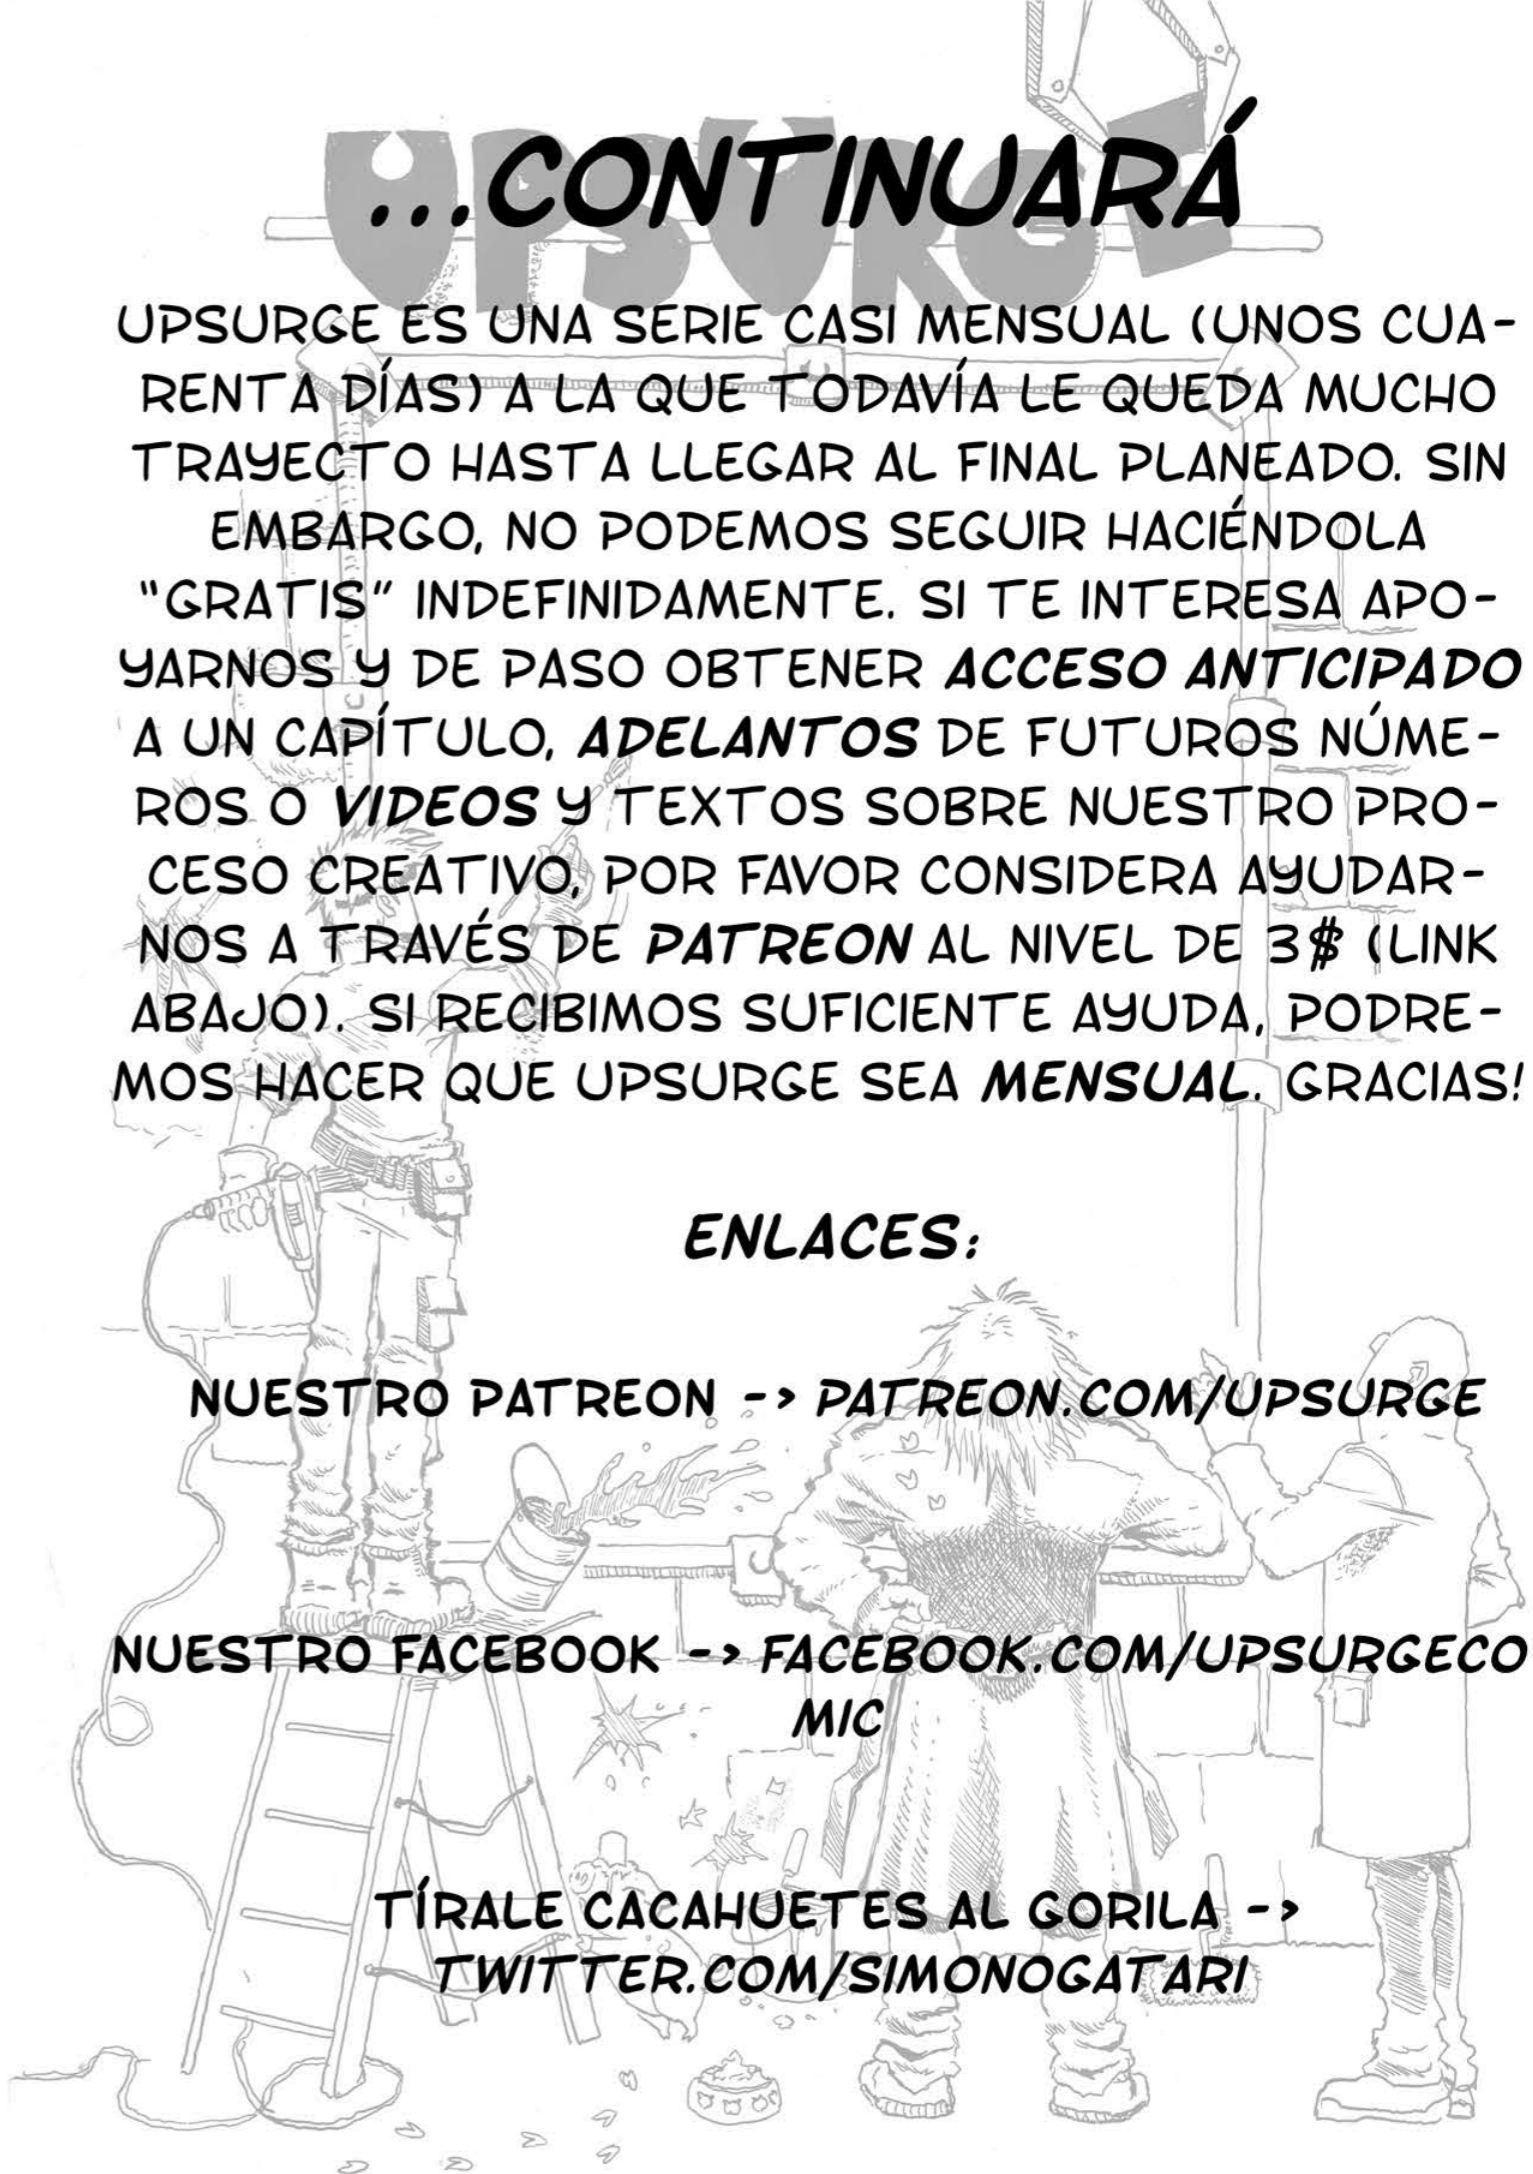 UPSURGE
...CONTINUARÁ
UPSURGE ES UNA SERIE CASI MENSUAL (UNOS CUA-
RENTA DÍAS) A LA QUE TODAVÍA LE QUEDA MUCHO
TRAYECTO HASTA LLEGAR AL FINAL PLANEADO. SIN
EMBARGO, NO PODEMOS SEGUIR HACIÉNDOLA
"GRATIS" INDEFINIDAMENTE. SI TE INTERESA APO-
YARNOS Y DE PASO OBTENER ACCESO ANTICIPADO
A UN CAPÍTULO, ADELANTOS DE FUTUROS NÚME-
ROS O VIDEOS Y TEXTOS SOBRE NUESTRO PRO-
CESO CREATIVO, POR FAVOR CONSIDERA AYUDAR-
NOS A TRAVÉS DE PATREON AL NIVEL DE 3$ (LINK
ABAJO). SI RECIBIMOS SUFICIENTE AYUDA, PODRE-
MOS HACER QUE UPSURGE SEA MENSUAL. GRACIAS!
ENLACES:
NUESTRO PATREON -> PATREON.COM/UPSURGE
NUESTRO FACEBOOK -> FACEBOOK.COM/UPSURGECO
MIC
TÍRALE CACAHUETES AL GORILA ->
TWITTER.COM/SIMONOGATARI